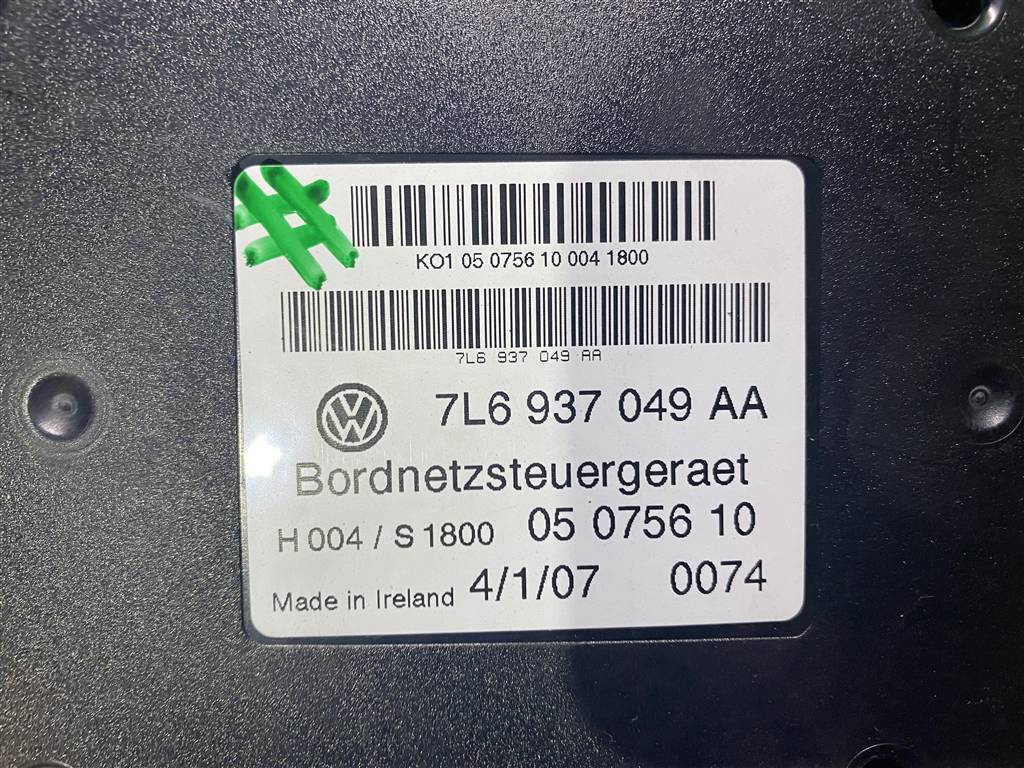 KO1 05 0756 10 004 1800
7L6 937 049 AA
VW 7L6 937 049 AA
Bordnetzsteuergeraet
H 004 / S 1800 05 0756 10
Made in Ireland 4/1/07 0074